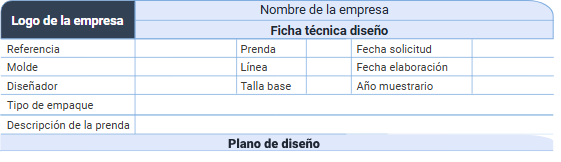 Nombre de la empresa
Logo de la empresa
Ficha técnica diseño
Referencia Prenda Fecha solicitud
Molde Línea Fecha elaboración
Diseñador Talla base Año muestrario
Tipo de empaque
Descripción de la prenda
Plano de diseño